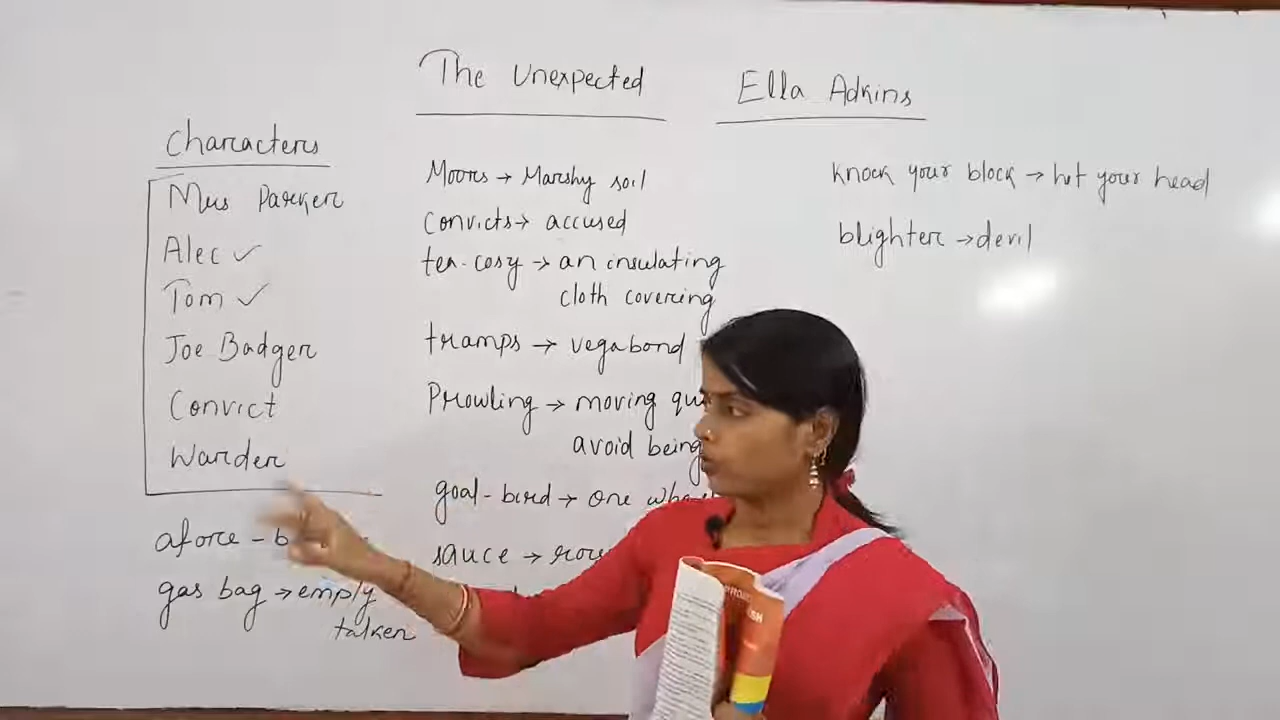 The Unexpected
Ella Adkins
Characters
Mrs Parker
Alec ✓
Tom ✓
Joe Badger
Convict
Warder
afore -
gas bag → empty
talker
Moors → Marshy soil
Convicts → accused
tea-cosy → an insulating
cloth covering
tramps → vegabond
Prowling → moving
avoid being
goal-bird → one
sauce →
knock your block → hit your head
blighter → devil